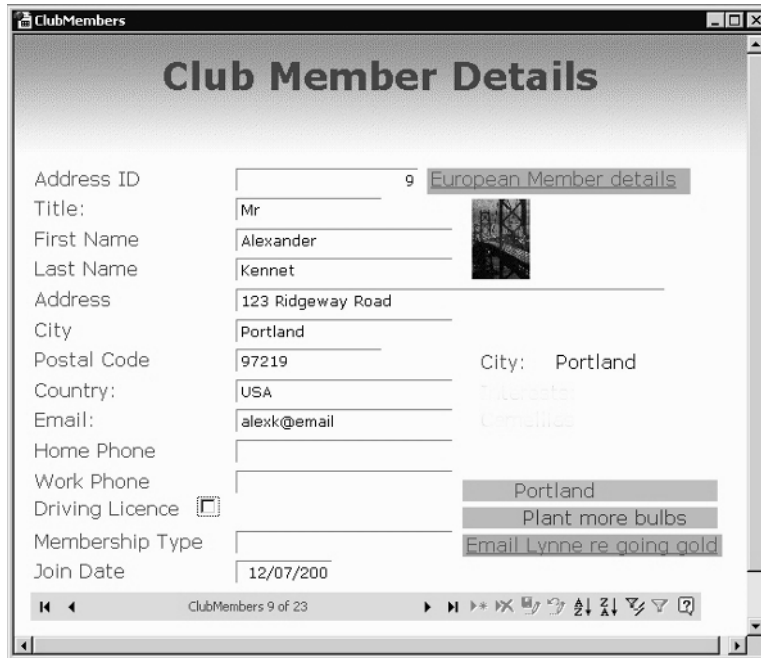 ClubMembers
Club Member Details
Address ID 9 European Member details
Title: Mr
First Name Alexander
Last Name Kennet
Address 123 Ridgeway Road
City Portland
Postal Code 97219 City: Portland
Country: USA
Email: alexk@email
Home Phone
Work Phone
Portland
Driving Licence
Plant more bulbs
Membership Type Email Lynne re going gold
Join Date 12/07/200
ClubMembers 9 of 23